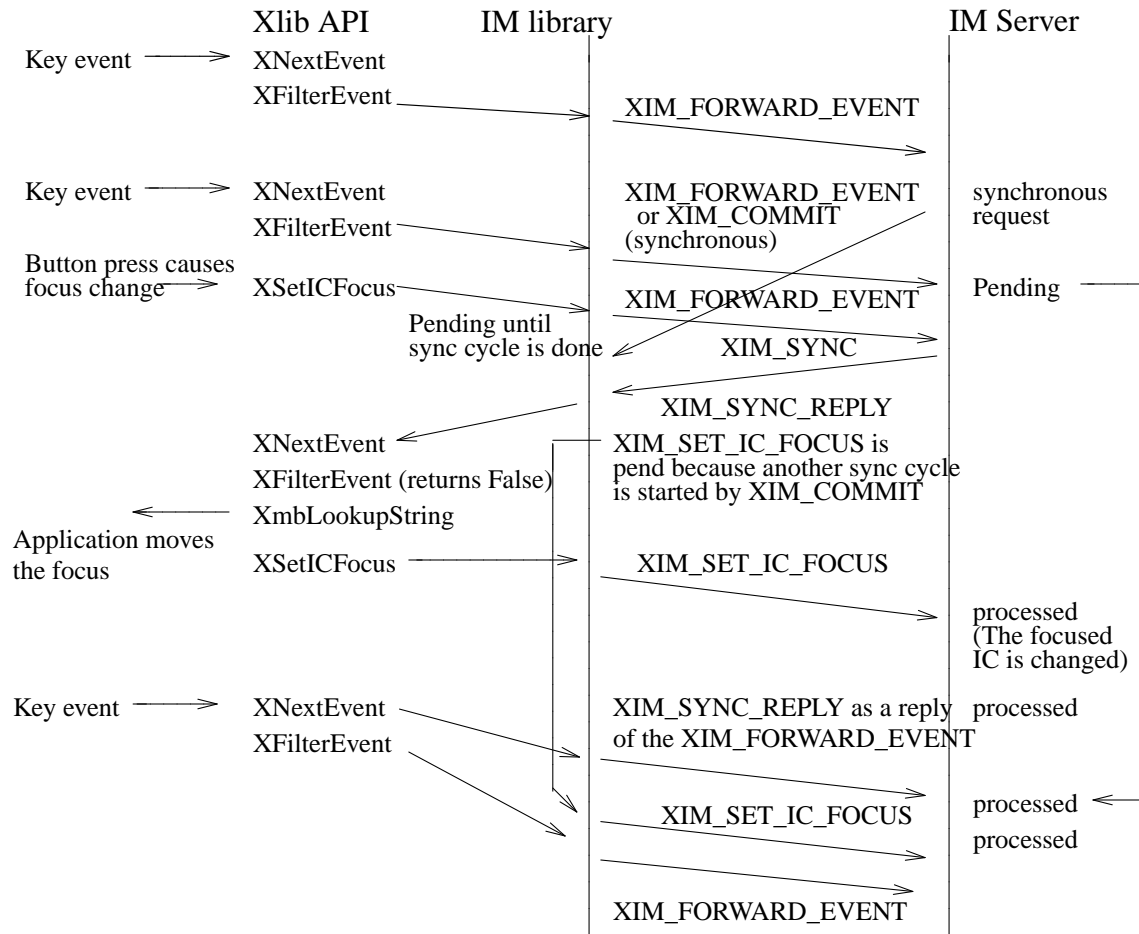 Xlib API
IM library
IM Server
Key event
XNextEvent
XFilterEvent
XIM_FORWARD_EVENT
Key event
XNextEvent
XIM_FORWARD_EVENT
synchronous
or XIM_COMMIT
request
XFilterEvent
(synchronous)
Button press causes
focus change
XSetICFocus
XIM_FORWARD_EVENT
Pending
Pending until
sync cycle is done
XIM_SYNC
XIM_SYNC_REPLY
XNextEvent
XIM_SET_IC_FOCUS is
pend because another sync cycle
is started by XIM_COMMIT
XFilterEvent (returns False)
XmbLookupString
Application moves
the focus
XSetICFocus
XIM_SET_IC_FOCUS
processed
(The focused
IC is changed)
Key event
XNextEvent
XIM_SYNC_REPLY as a reply
of the XIM_FORWARD_EVENT
processed
XFilterEvent
XIM_SET_IC_FOCUS
processed
processed
XIM_FORWARD_EVENT